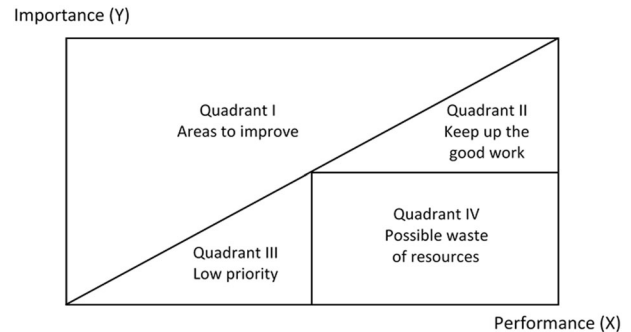 Importance (Y)
Quadrant I
Areas to improve
Quadrant II
Keep up the
good work
Quadrant III
Low priority
Quadrant IV
Possible waste
of resources
Performance (X)